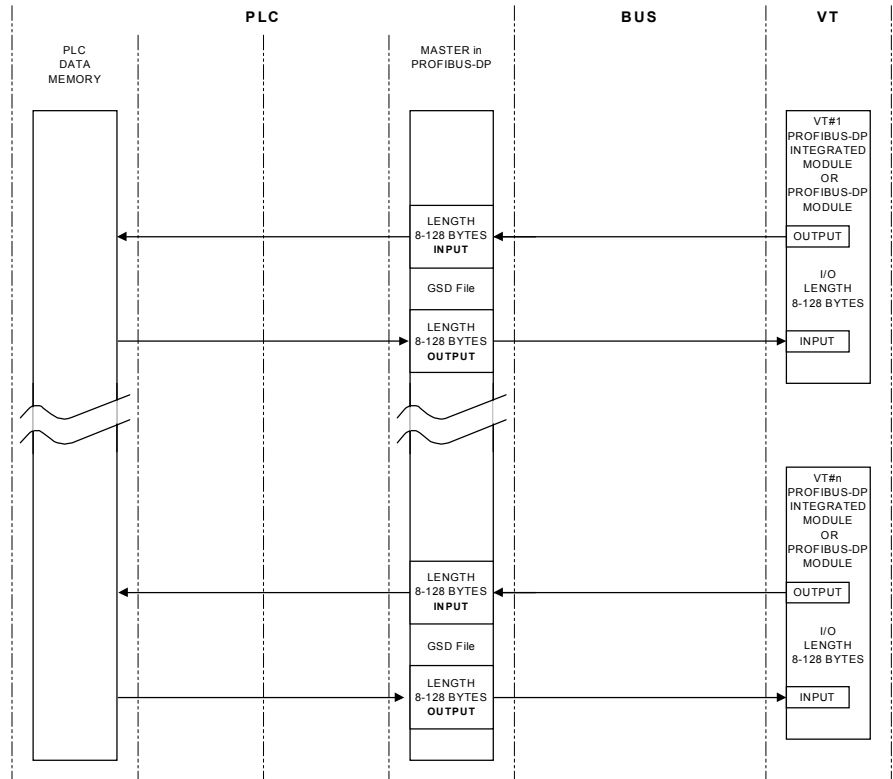 PLC
BUS
VT
PLC
DATA
MEMORY
MASTER in
PROFIBUS-DP
VT#1
PROFIBUS-DP
INTEGRATED
MODULE
OR
PROFIBUS-DP
MODULE
LENGTH
8-128 BYTES
INPUT
OUTPUT
GSD File
I/O
LENGTH
8-128 BYTES
LENGTH
8-128 BYTES
OUTPUT
INPUT
VT#n
PROFIBUS-DP
INTEGRATED
MODULE
OR
PROFIBUS-DP
MODULE
LENGTH
8-128 BYTES
INPUT
OUTPUT
GSD File
I/O
LENGTH
8-128 BYTES
LENGTH
8-128 BYTES
OUTPUT
INPUT